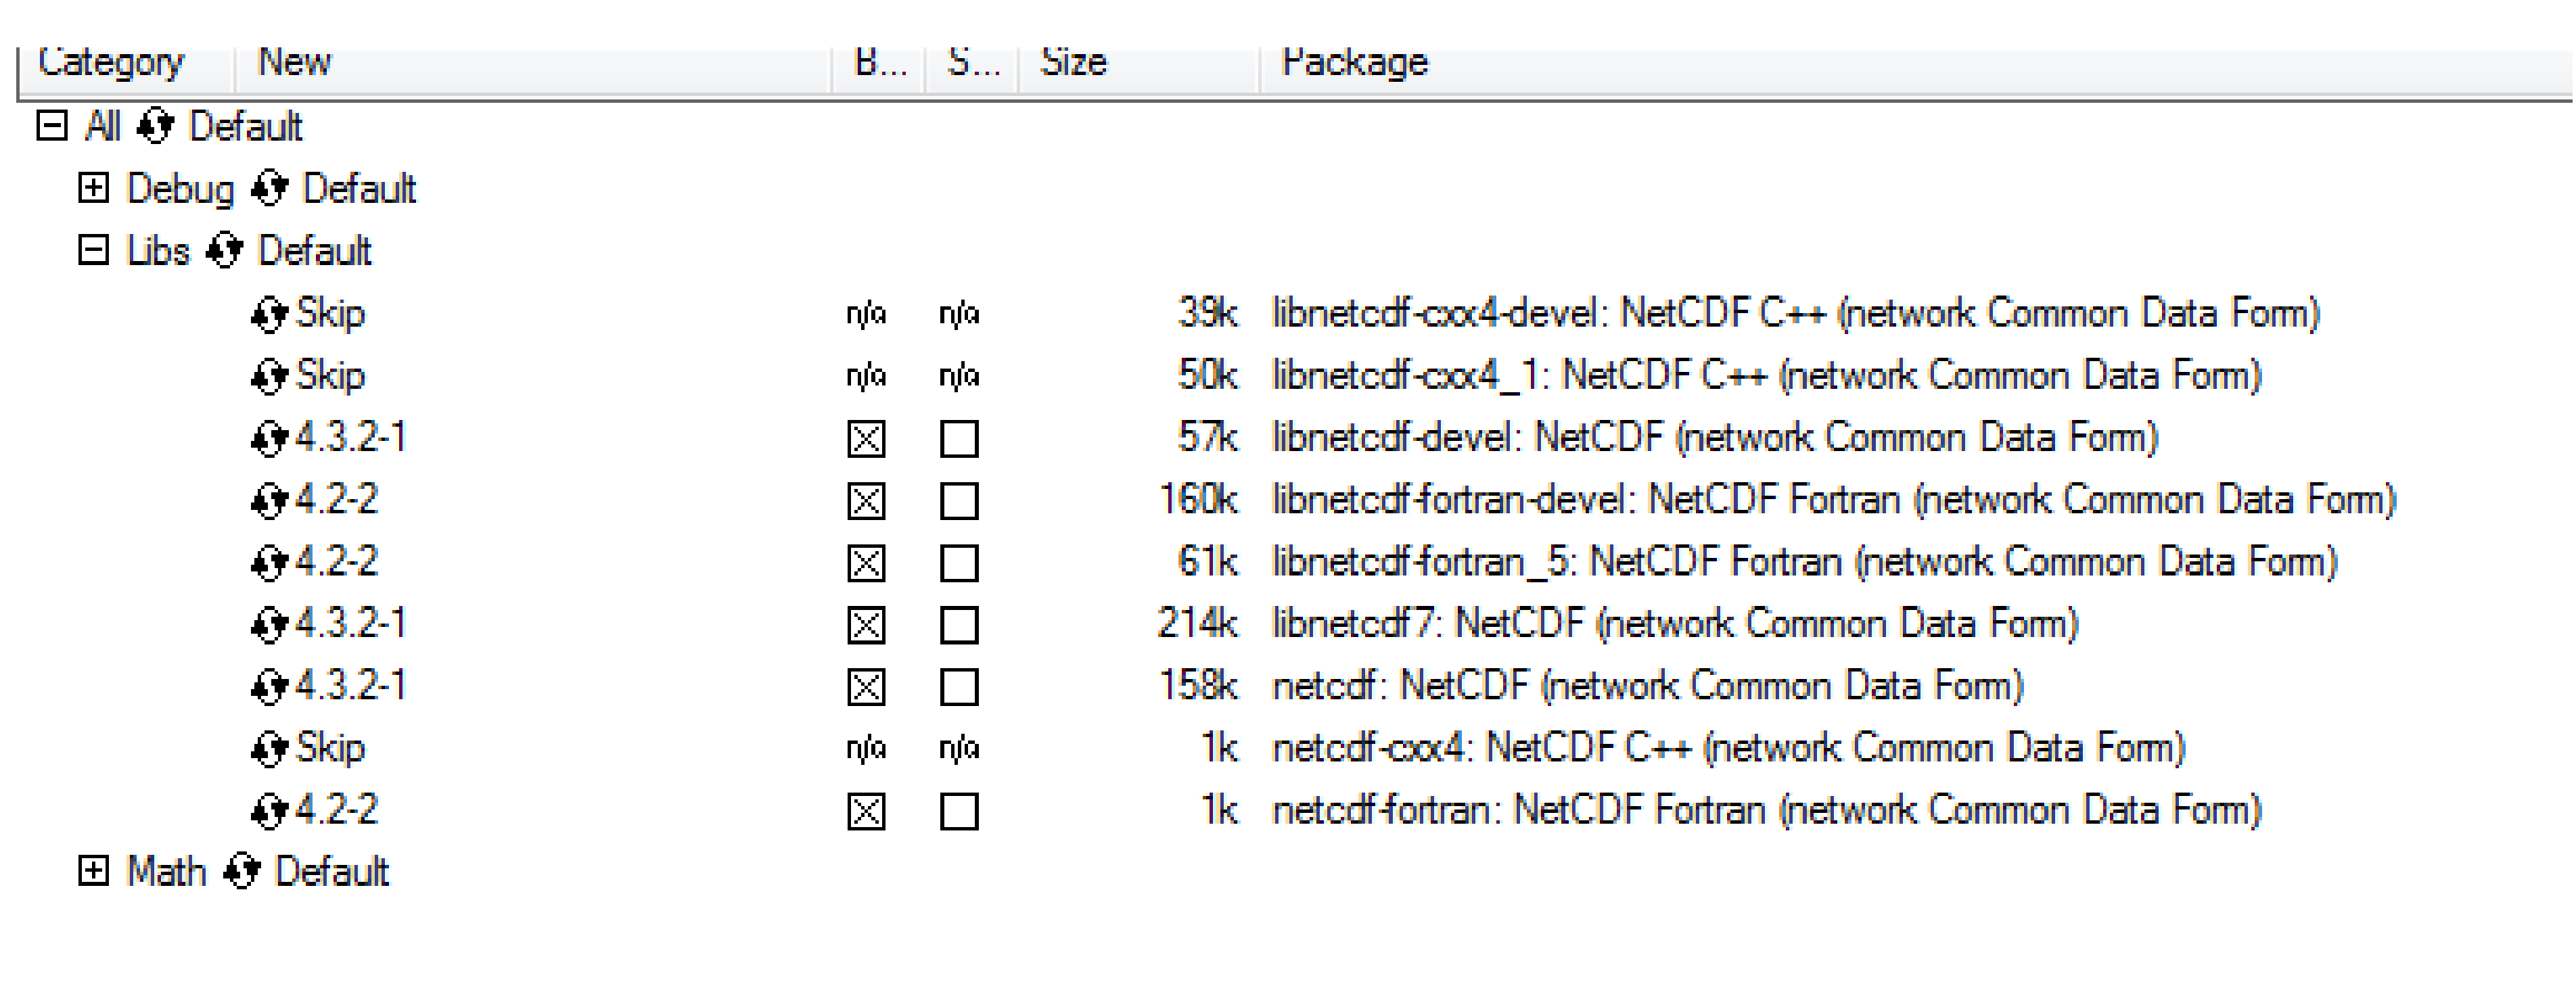 Category New B... S... Size Package
All Default
Debug Default
Libs Default
Skip n/a n/a 39k libnetcdf-cxx4-devel: NetCDF C++ (network Common Data Form)
Skip n/a n/a 50k libnetcdf-cxx4_1: NetCDF C++ (network Common Data Form)
4.3.2-1 57k libnetcdf-devel: NetCDF (network Common Data Form)
4.2-2 160k libnetcdf-fortran-devel: NetCDF Fortran (network Common Data Form)
4.2-2 61k libnetcdf-fortran_5: NetCDF Fortran (network Common Data Form)
4.3.2-1 214k libnetcdf7: NetCDF (network Common Data Form)
4.3.2-1 158k netcdf: NetCDF (network Common Data Form)
Skip n/a n/a 1k netcdf-cxx4: NetCDF C++ (network Common Data Form)
4.2-2 1k netcdf-fortran: NetCDF Fortran (network Common Data Form)
Math Default